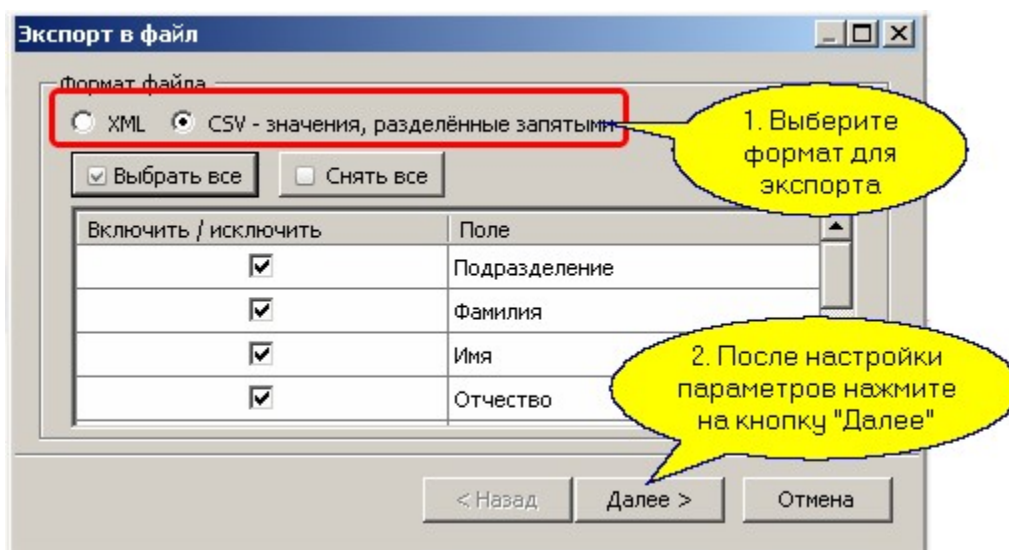 Экспорт в файл
Формат файла
XML CSV - значения, разделённые запятыми
1. Выберите
формат для
экспорта
Выбрать все Снять все
Включить / исключить Поле
Подразделение
Фамилия
Имя
Отчество
2. После настройки
параметров нажмите
на кнопку "Далее"
< Назад Далее > Отмена